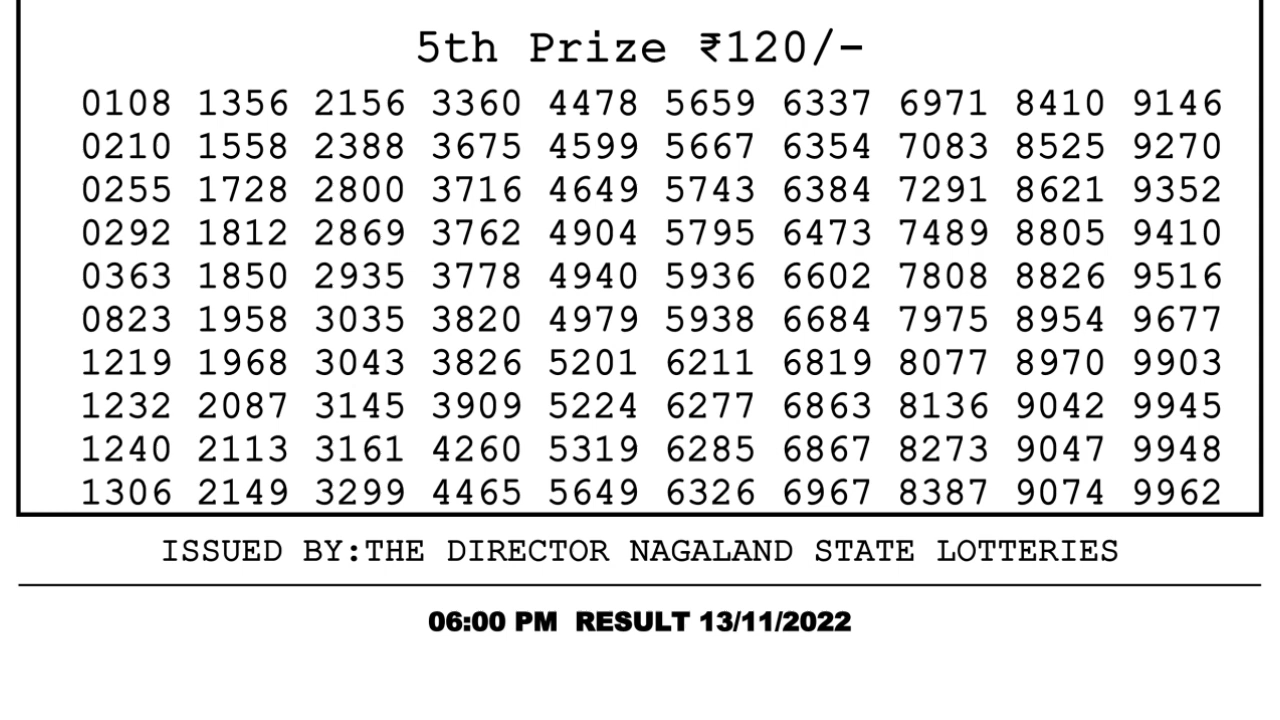 5th Prize ₹120/-
0108 1356 2156 3360 4478 5659 6337 6971 8410 9146
0210 1558 2388 3675 4599 5667 6354 7083 8525 9270
0255 1728 2800 3716 4649 5743 6384 7291 8621 9352
0292 1812 2869 3762 4904 5795 6473 7489 8805 9410
0363 1850 2935 3778 4940 5936 6602 7808 8826 9516
0823 1958 3035 3820 4979 5938 6684 7975 8954 9677
1219 1968 3043 3826 5201 6211 6819 8077 8970 9903
1232 2087 3145 3909 5224 6277 6863 8136 9042 9945
1240 2113 3161 4260 5319 6285 6867 8273 9047 9948
1306 2149 3299 4465 5649 6326 6967 8387 9074 9962
ISSUED BY:THE DIRECTOR NAGALAND STATE LOTTERIES
06:00 PM RESULT 13/11/2022